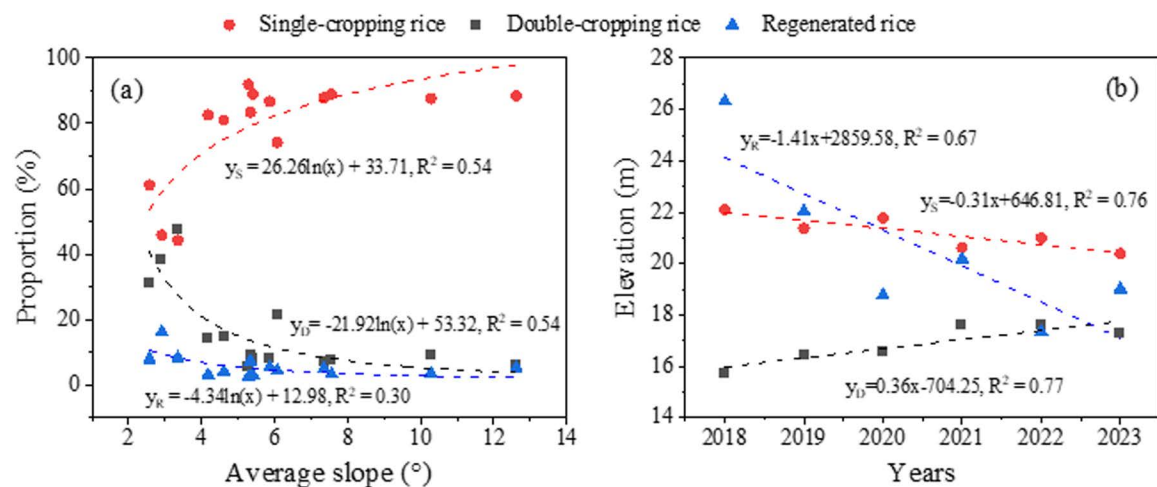 Single-cropping rice Double-cropping rice Regenerated rice
(a)
100
80
60
40
20
0
Proportion (%)
y_S = 26.26ln(x) + 33.71, R² = 0.54
y_D= -21.92ln(x) + 53.32, R² = 0.54
y_R = -4.34ln(x) + 12.98, R² = 0.30
2 4 6 8 10 12 14
Average slope (°)
(b)
28
26
24
22
20
18
16
14
Elevation (m)
y_R=-1.41x+2859.58, R² = 0.67
y_S=-0.31x+646.81, R² = 0.76
y_D=0.36x-704.25, R² = 0.77
2018 2019 2020 2021 2022 2023
Years